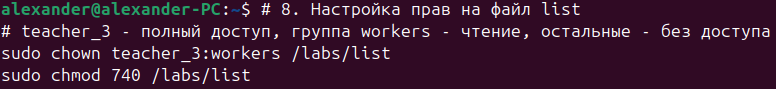 alexander@alexander-PC:~$ # 8. Настройка прав на файл list
# teacher_3 - полный доступ, группа workers - чтение, остальные - без доступа
sudo chown teacher_3:workers /labs/list
sudo chmod 740 /labs/list